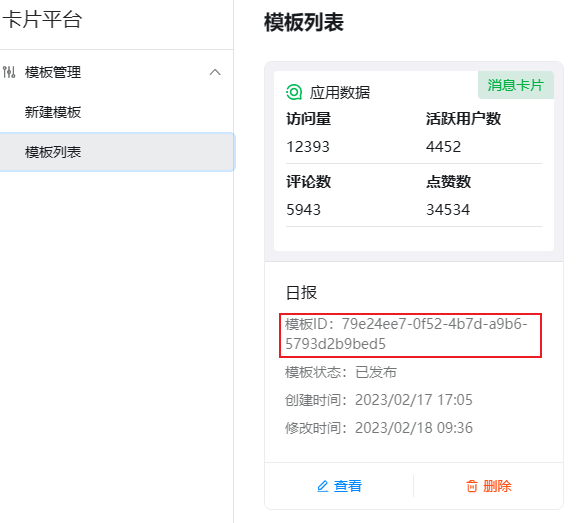 卡片平台
模板管理
新建模板
模板列表
模板列表
消息卡片
应用数据
访问量 活跃用户数
12393 4452
评论数 点赞数
5943 34534
日报
模板ID：79e24ee7-0f52-4b7d-a9b6-
5793d2b9bed5
模板状态：已发布
创建时间：2023/02/17 17:05
修改时间：2023/02/18 09:36
查看 删除